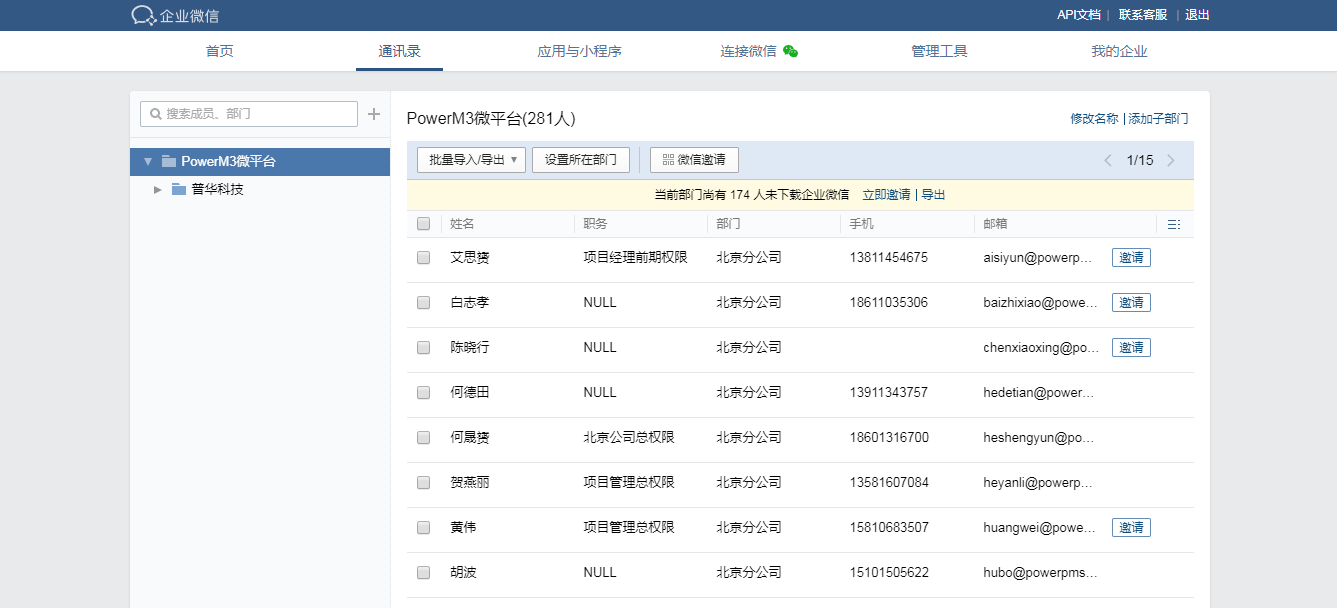 企业微信
API文档 | 联系客服 | 退出
首页 通讯录 应用与小程序 连接微信 管理工具 我的企业
搜索成员、部门
PowerM3微平台
普华科技
PowerM3微平台(281人)
修改名称 | 添加子部门
批量导入/导出 设置所在部门 微信邀请 1/15
当前部门尚有 174 人未下载企业微信 立即邀请 | 导出
姓名 职务 部门 手机 邮箱
艾思赟 项目经理前期权限 北京分公司 13811454675 aisiyun@powerp... 邀请
白志孝 NULL 北京分公司 18611035306 baizhixiao@powe... 邀请
陈晓行 NULL 北京分公司 chenxiaoxing@po... 邀请
何德田 NULL 北京分公司 13911343757 hedetian@power...
何晟赟 北京公司总权限 北京分公司 18601316700 heshengyun@po...
贺燕丽 项目管理总权限 北京分公司 13581607084 heyanli@powerp...
黄伟 项目管理总权限 北京分公司 15810683507 huangwei@powe... 邀请
胡波 NULL 北京分公司 15101505622 hubo@powerpms...